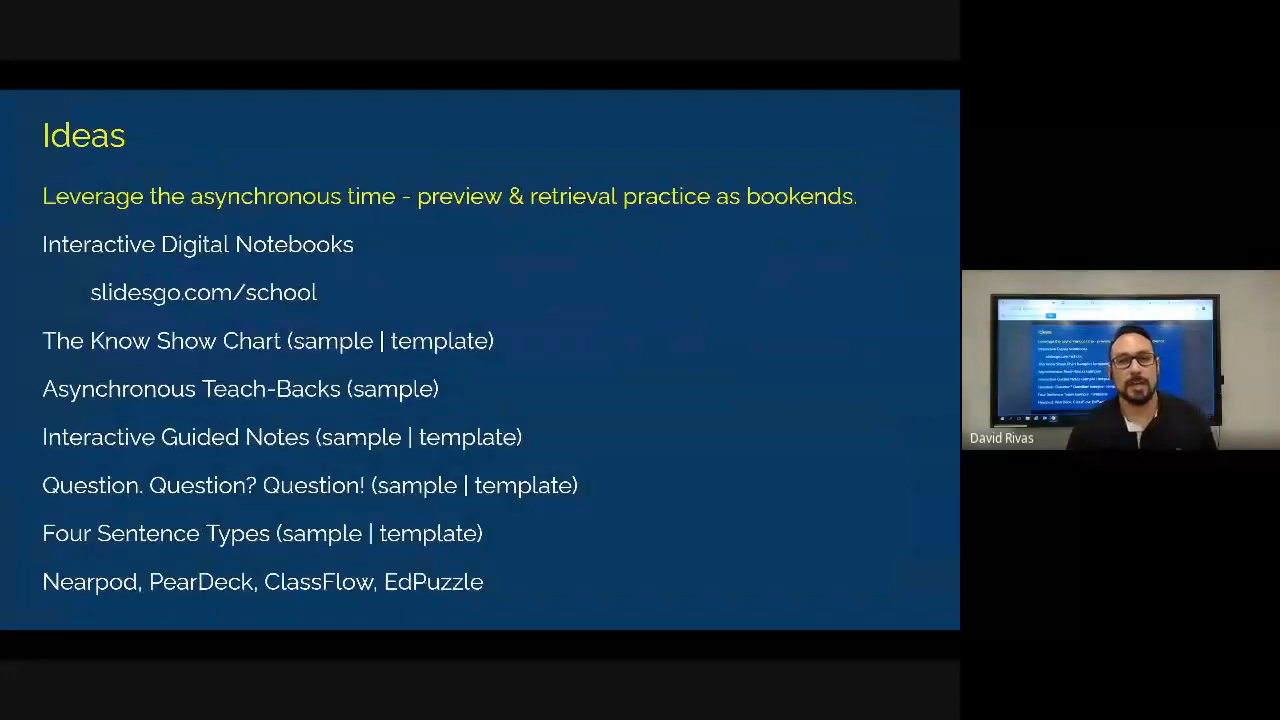 Ideas
Leverage the asynchronous time - preview & retrieval practice as bookends.
Interactive Digital Notebooks
slidesgo.com/school
The Know Show Chart (sample | template)
Asynchronous Teach-Backs (sample)
Interactive Guided Notes (sample | template)
Question. Question? Question! (sample | template)
Four Sentence Types (sample | template)
Nearpod, PearDeck, ClassFlow, EdPuzzle
David Rivas